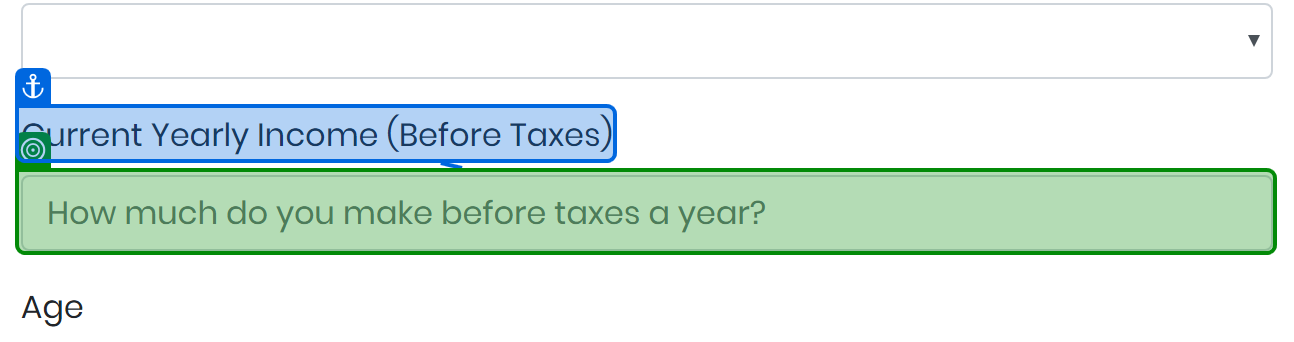 Current Yearly Income (Before Taxes)
How much do you make before taxes a year?
Age